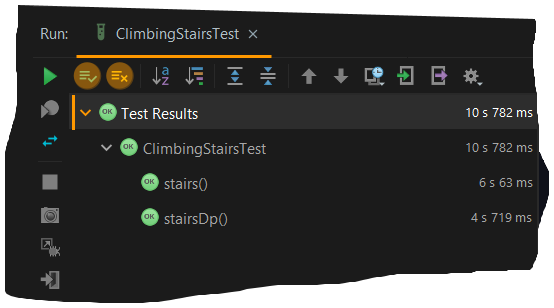 Run: ClimbingStairsTest ×
OK Test Results 10 s 782 ms
OK ClimbingStairsTest 10 s 782 ms
OK stairs() 6 s 63 ms
OK stairsDp() 4 s 719 ms